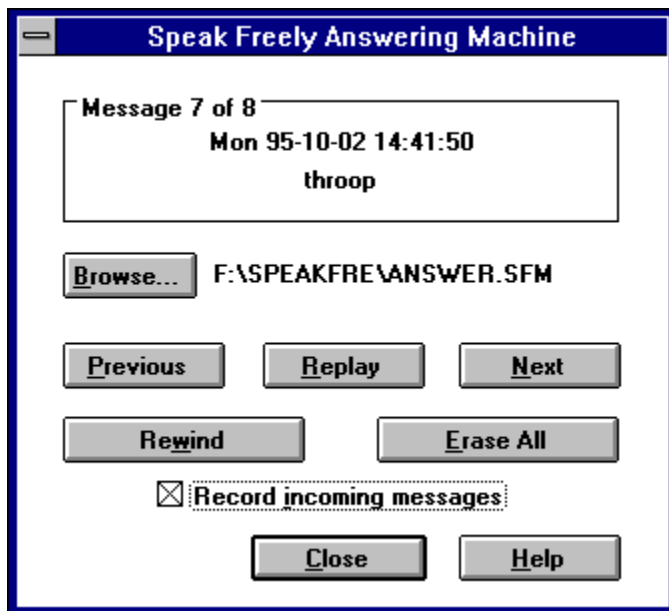 Speak Freely Answering Machine
Message 7 of 8
Mon 95-10-02 14:41:50
throop
Browse... F:\SPEAKFRE\ANSWER.SFM
Previous Replay Next
Rewind Erase All
Record incoming messages
Close Help